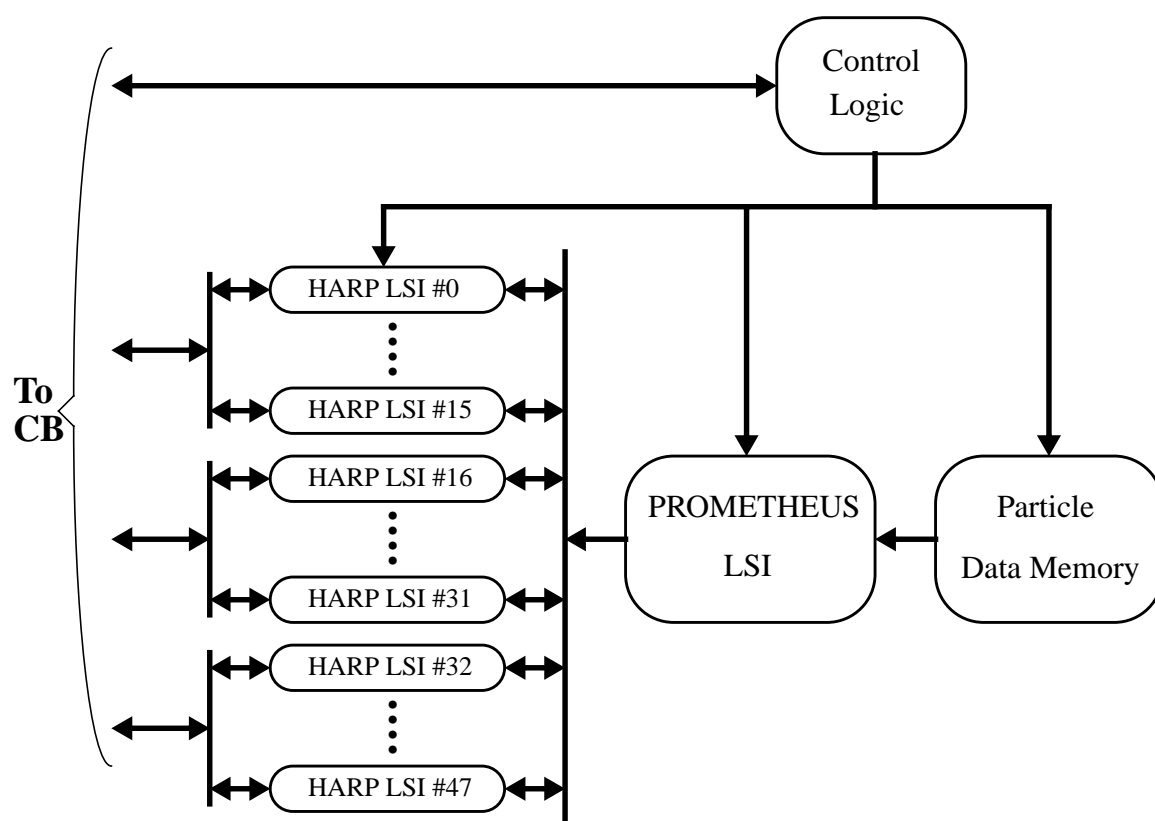 Control
Logic
HARP LSI #0
HARP LSI #15
To
CB
HARP LSI #16
PROMETHEUS
LSI
Particle
Data Memory
HARP LSI #31
HARP LSI #32
HARP LSI #47